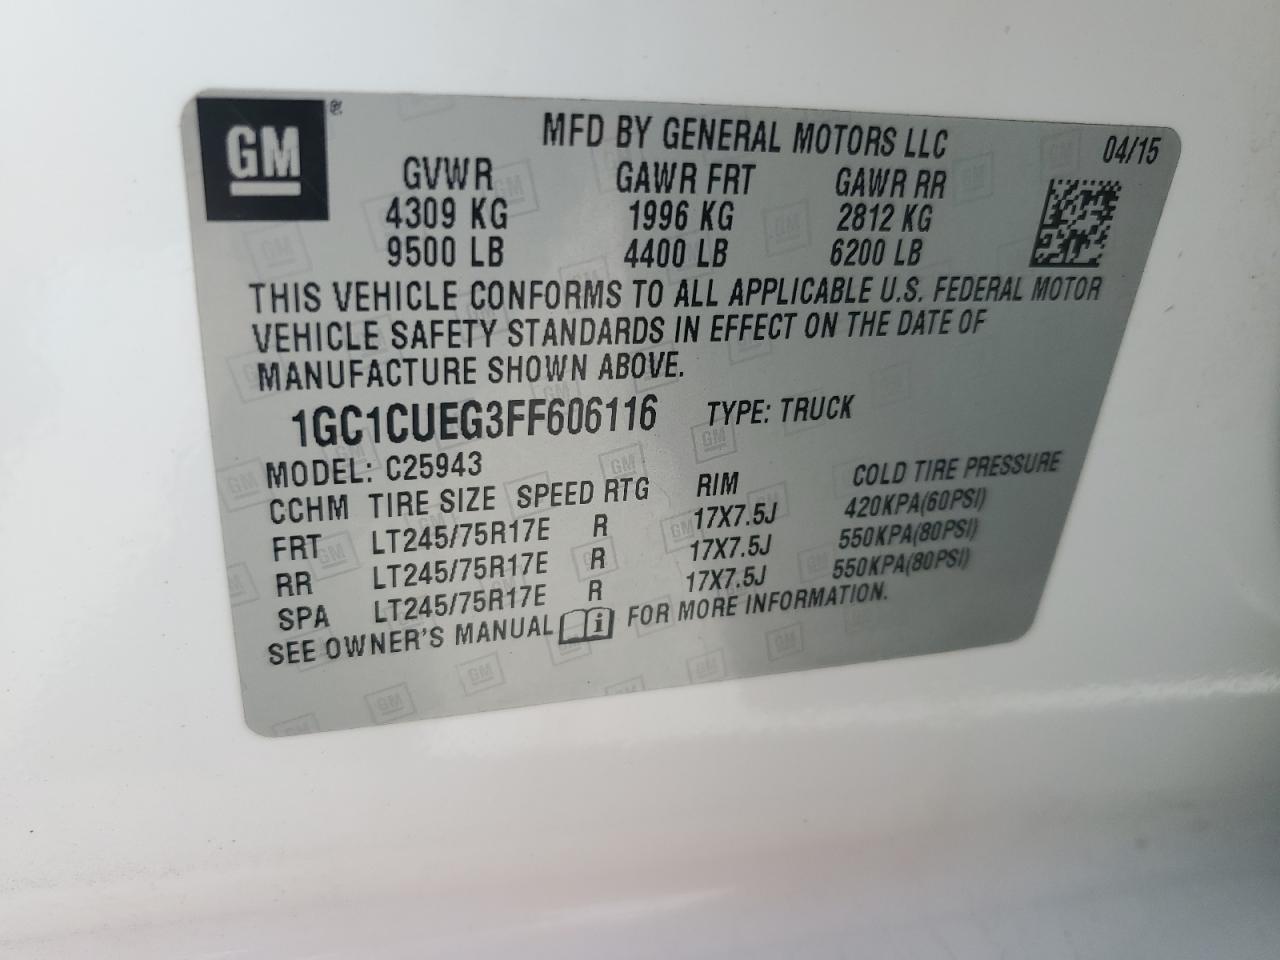 GM ®
MFD BY GENERAL MOTORS LLC 04/15
GVWR GAWR FRT GAWR RR
4309 KG 1996 KG 2812 KG
9500 LB 4400 LB 6200 LB
THIS VEHICLE CONFORMS TO ALL APPLICABLE U.S. FEDERAL MOTOR
VEHICLE SAFETY STANDARDS IN EFFECT ON THE DATE OF
MANUFACTURE SHOWN ABOVE.
1GC1CUEG3FF606116 TYPE: TRUCK
MODEL: C25943
CCHM TIRE SIZE SPEED RTG RIM COLD TIRE PRESSURE
FRT LT245/75R17E R 17X7.5J 420KPA(60PSI)
RR LT245/75R17E R 17X7.5J 550KPA(80PSI)
SPA LT245/75R17E R 17X7.5J 550KPA(80PSI)
SEE OWNER'S MANUAL i FOR MORE INFORMATION.